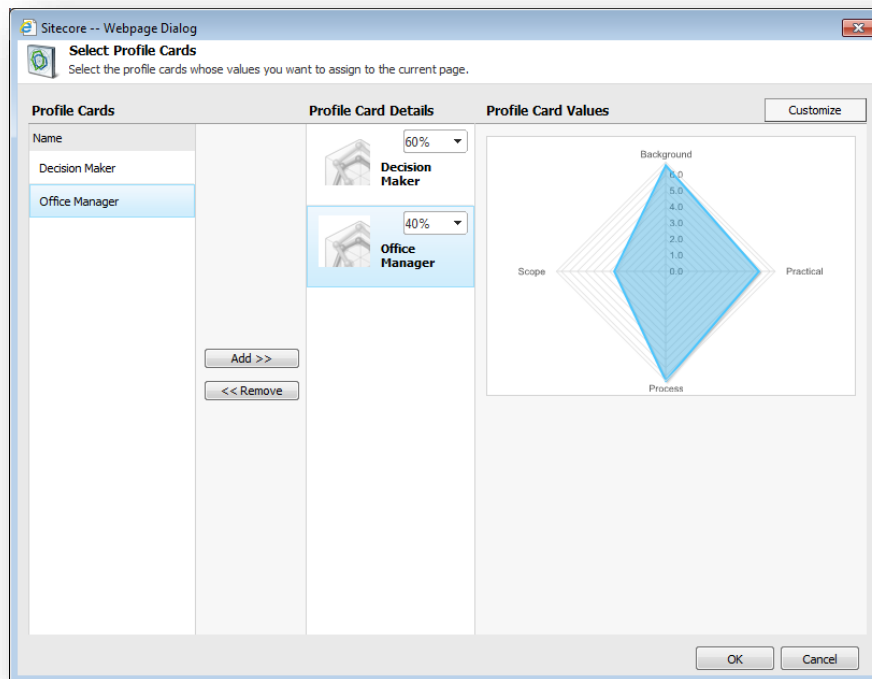 Sitecore -- Webpage Dialog
Select Profile Cards
Select the profile cards whose values you want to assign to the current page.
Profile Cards
Profile Card Details
Profile Card Values
Customize
Name
Decision Maker
Office Manager
60%
Decision
Maker
40%
Office
Manager
Add >>
<< Remove
Background
6.0
5.0
4.0
3.0
2.0
1.0
0.0
Scope
Practical
Process
OK
Cancel